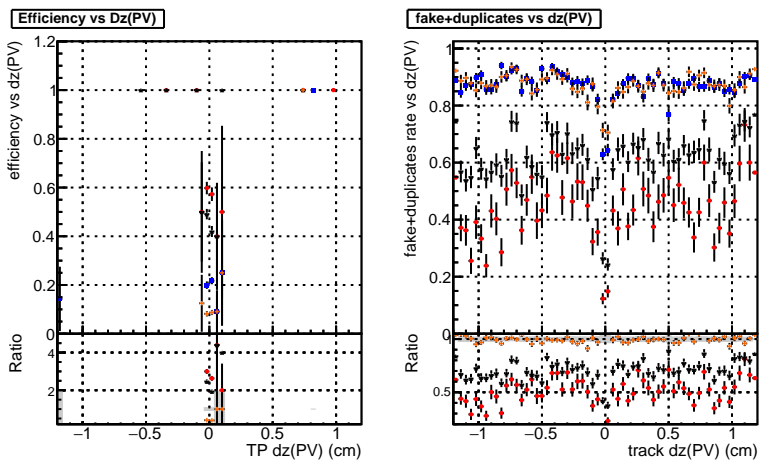 Efficiency vs Dz(PV)
efficiency vs dz(PV)
1.2
1
0.8
0.6
0.4
0.2
0
Ratio
4
2
−1 −0.5 0 0.5 1
TP dz(PV) (cm)
fake+duplicates vs dz(PV)
fake+duplicates rate vs dz(PV)
1
0.8
0.6
0.4
0.2
Ratio
0.5
−1 −0.5 0 0.5 1
track dz(PV) (cm)